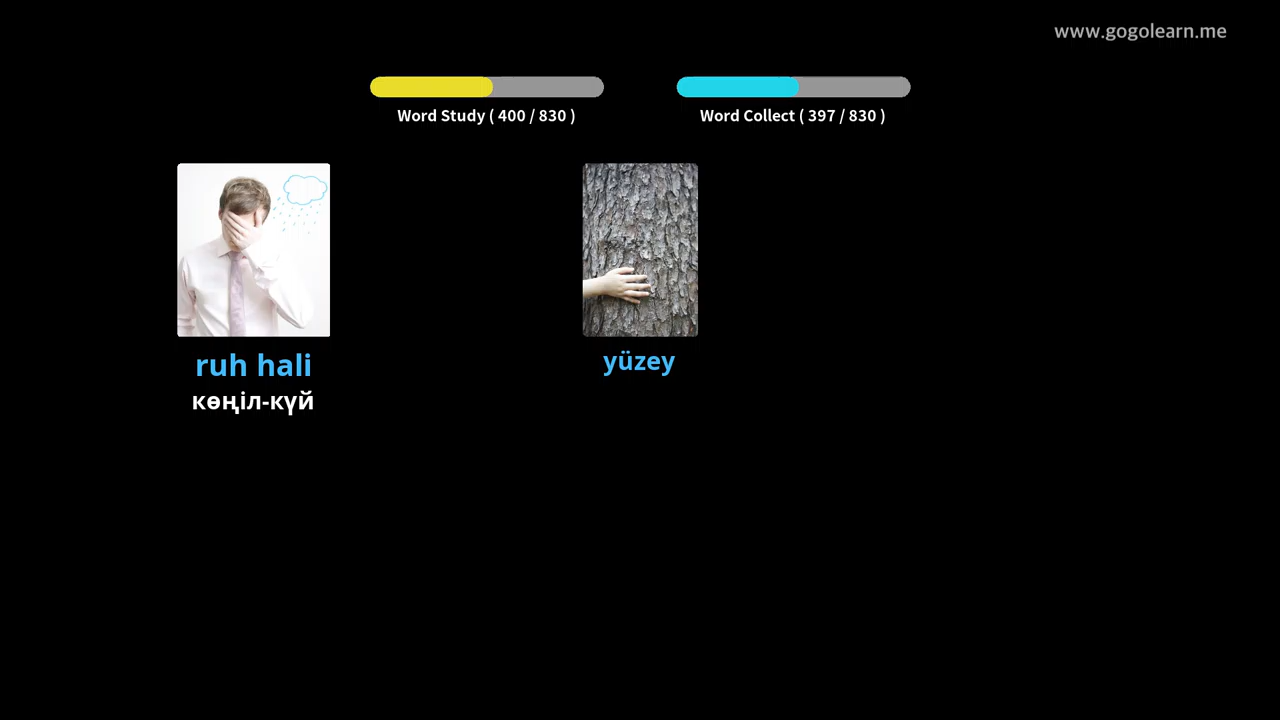 www.gogolearn.me
Word Study ( 400 / 830 )
Word Collect ( 397 / 830 )
ruh hali
көңіл-күй
yüzey